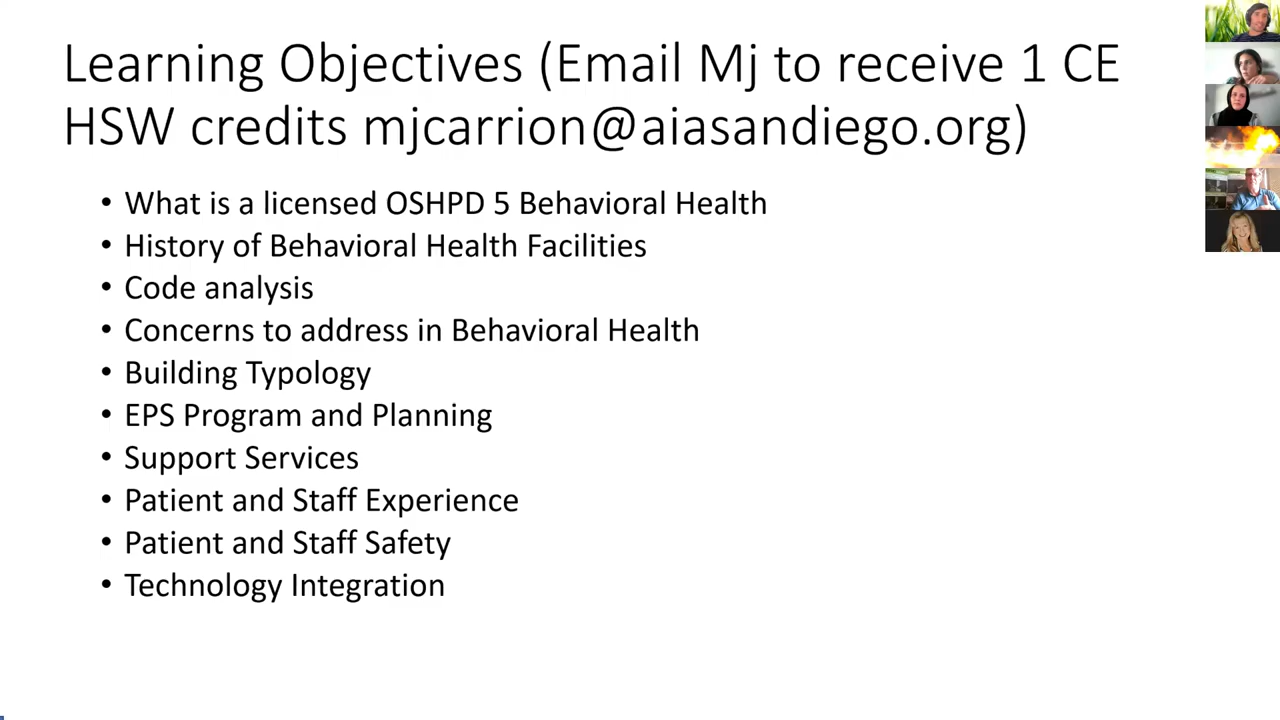 Learning Objectives (Email Mj to receive 1 CE
HSW credits mjcarrion@aiasandiego.org)
• What is a licensed OSHPD 5 Behavioral Health
• History of Behavioral Health Facilities
• Code analysis
• Concerns to address in Behavioral Health
• Building Typology
• EPS Program and Planning
• Support Services
• Patient and Staff Experience
• Patient and Staff Safety
• Technology Integration